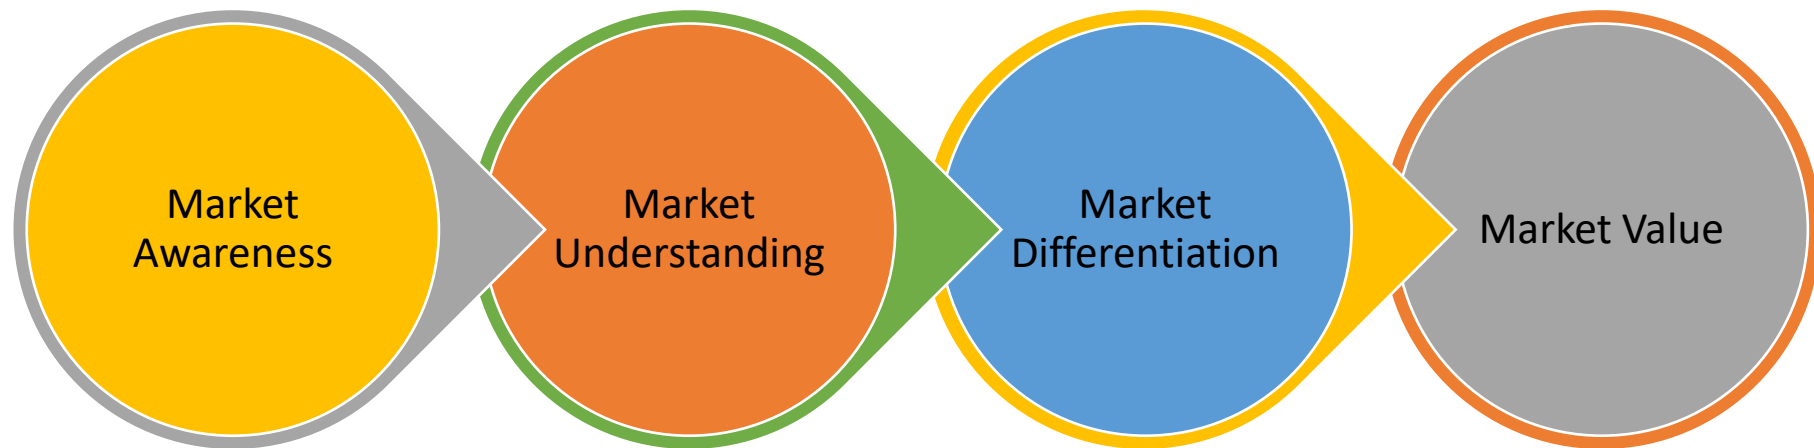 Market
Awareness
Market
Understanding
Market
Differentiation
Market Value